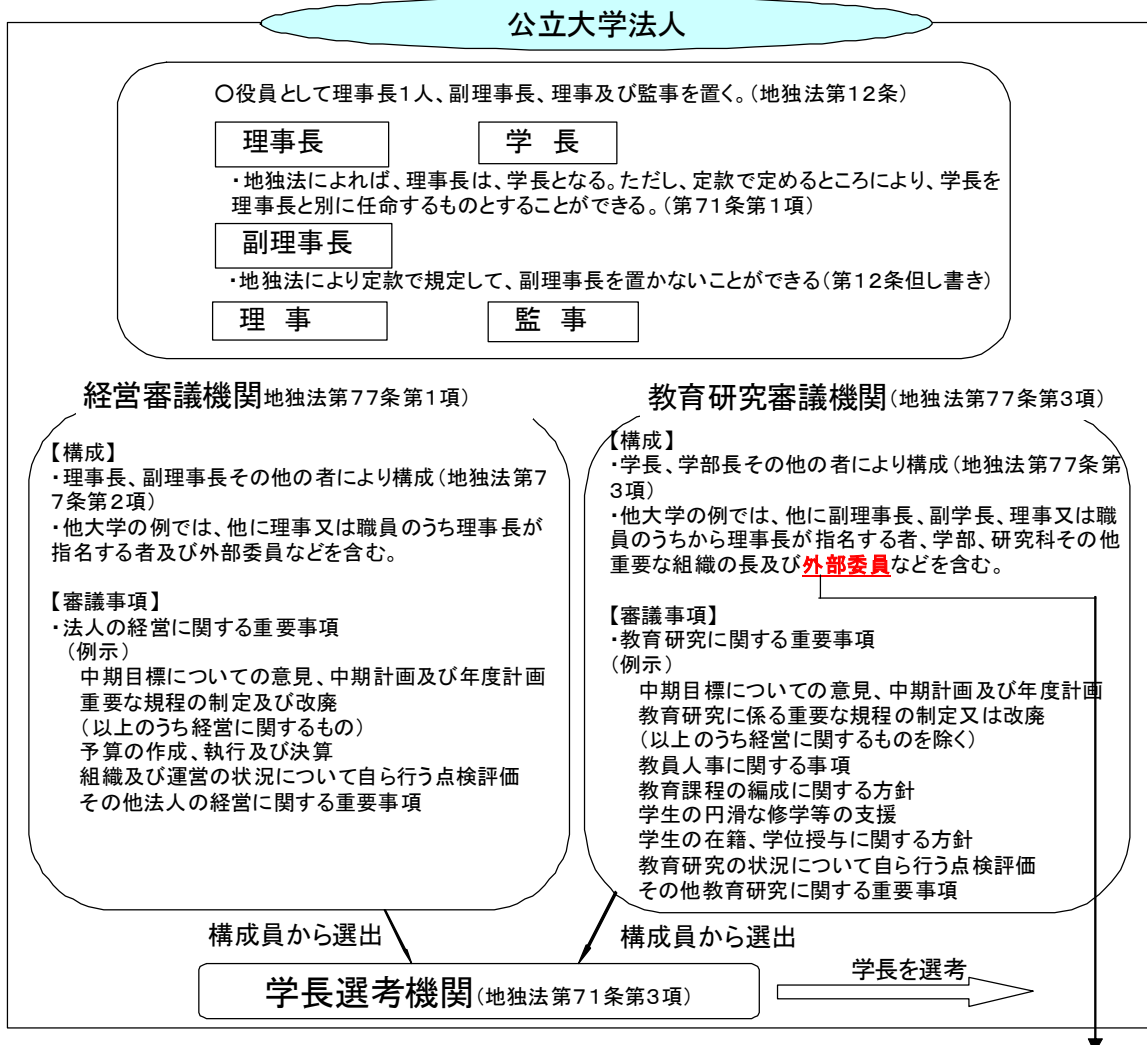 公立大学法人
○役員として理事長1人、副理事長、理事及び監事を置く。(地独法第12条)
理事長
学 長
・地独法によれば、理事長は、学長となる。ただし、定款で定めるところにより、学長を
理事長と別に任命するものとすることができる。(第71条第1項)
副理事長
・地独法により定款で規定して、副理事長を置かないことができる(第12条但し書き)
理 事
監 事
経営審議機関地独法第77条第1項)
【構成】
・理事長、副理事長その他の者により構成(地独法第7
7条第2項)
・他大学の例では、他に理事又は職員のうち理事長が
指名する者及び外部委員などを含む。
【審議事項】
・法人の経営に関する重要事項
(例示)
中期目標についての意見、中期計画及び年度計画
重要な規程の制定及び改廃
(以上のうち経営に関するもの)
予算の作成、執行及び決算
組織及び運営の状況について自ら行う点検評価
その他法人の経営に関する重要事項
教育研究審議機関(地独法第77条第3項)
【構成】
・学長、学部長その他の者により構成(地独法第77条第
3項)
・他大学の例では、他に副理事長、副学長、理事又は職
員のうちから理事長が指名する者、学部、研究科その他
重要な組織の長及び外部委員などを含む。
【審議事項】
・教育研究に関する重要事項
(例示)
中期目標についての意見、中期計画及び年度計画
教育研究に係る重要な規程の制定又は改廃
(以上のうち経営に関するものを除く)
教員人事に関する事項
教育課程の編成に関する方針
学生の円滑な修学等の支援
学生の在籍、学位授与に関する方針
教育研究の状況について自ら行う点検評価
その他教育研究に関する重要事項
構成員から選出
構成員から選出
学長選考機関(地独法第71条第3項)
学長を選考